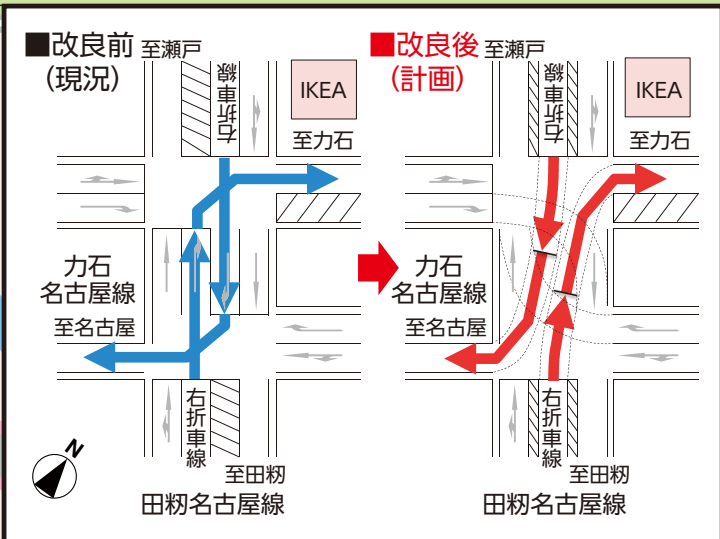 ■改良前
(現況)
至瀬戸
右折車線
IKEA
至力石
力石
名古屋線
至名古屋
右折車線
至田籾
田籾名古屋線
N
■改良後
(計画)
至瀬戸
右折車線
IKEA
至力石
力石
名古屋線
至名古屋
右折車線
至田籾
田籾名古屋線